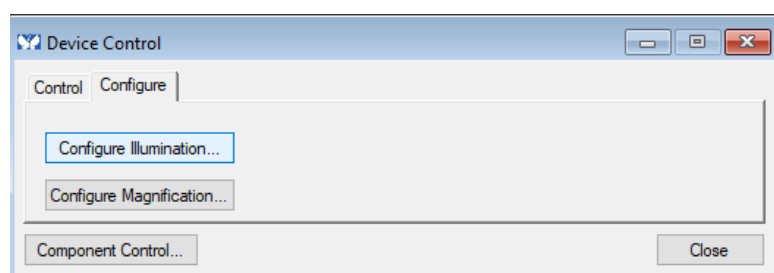 Device Control
Control Configure
Configure Illumination...
Configure Magnification...
Component Control... Close